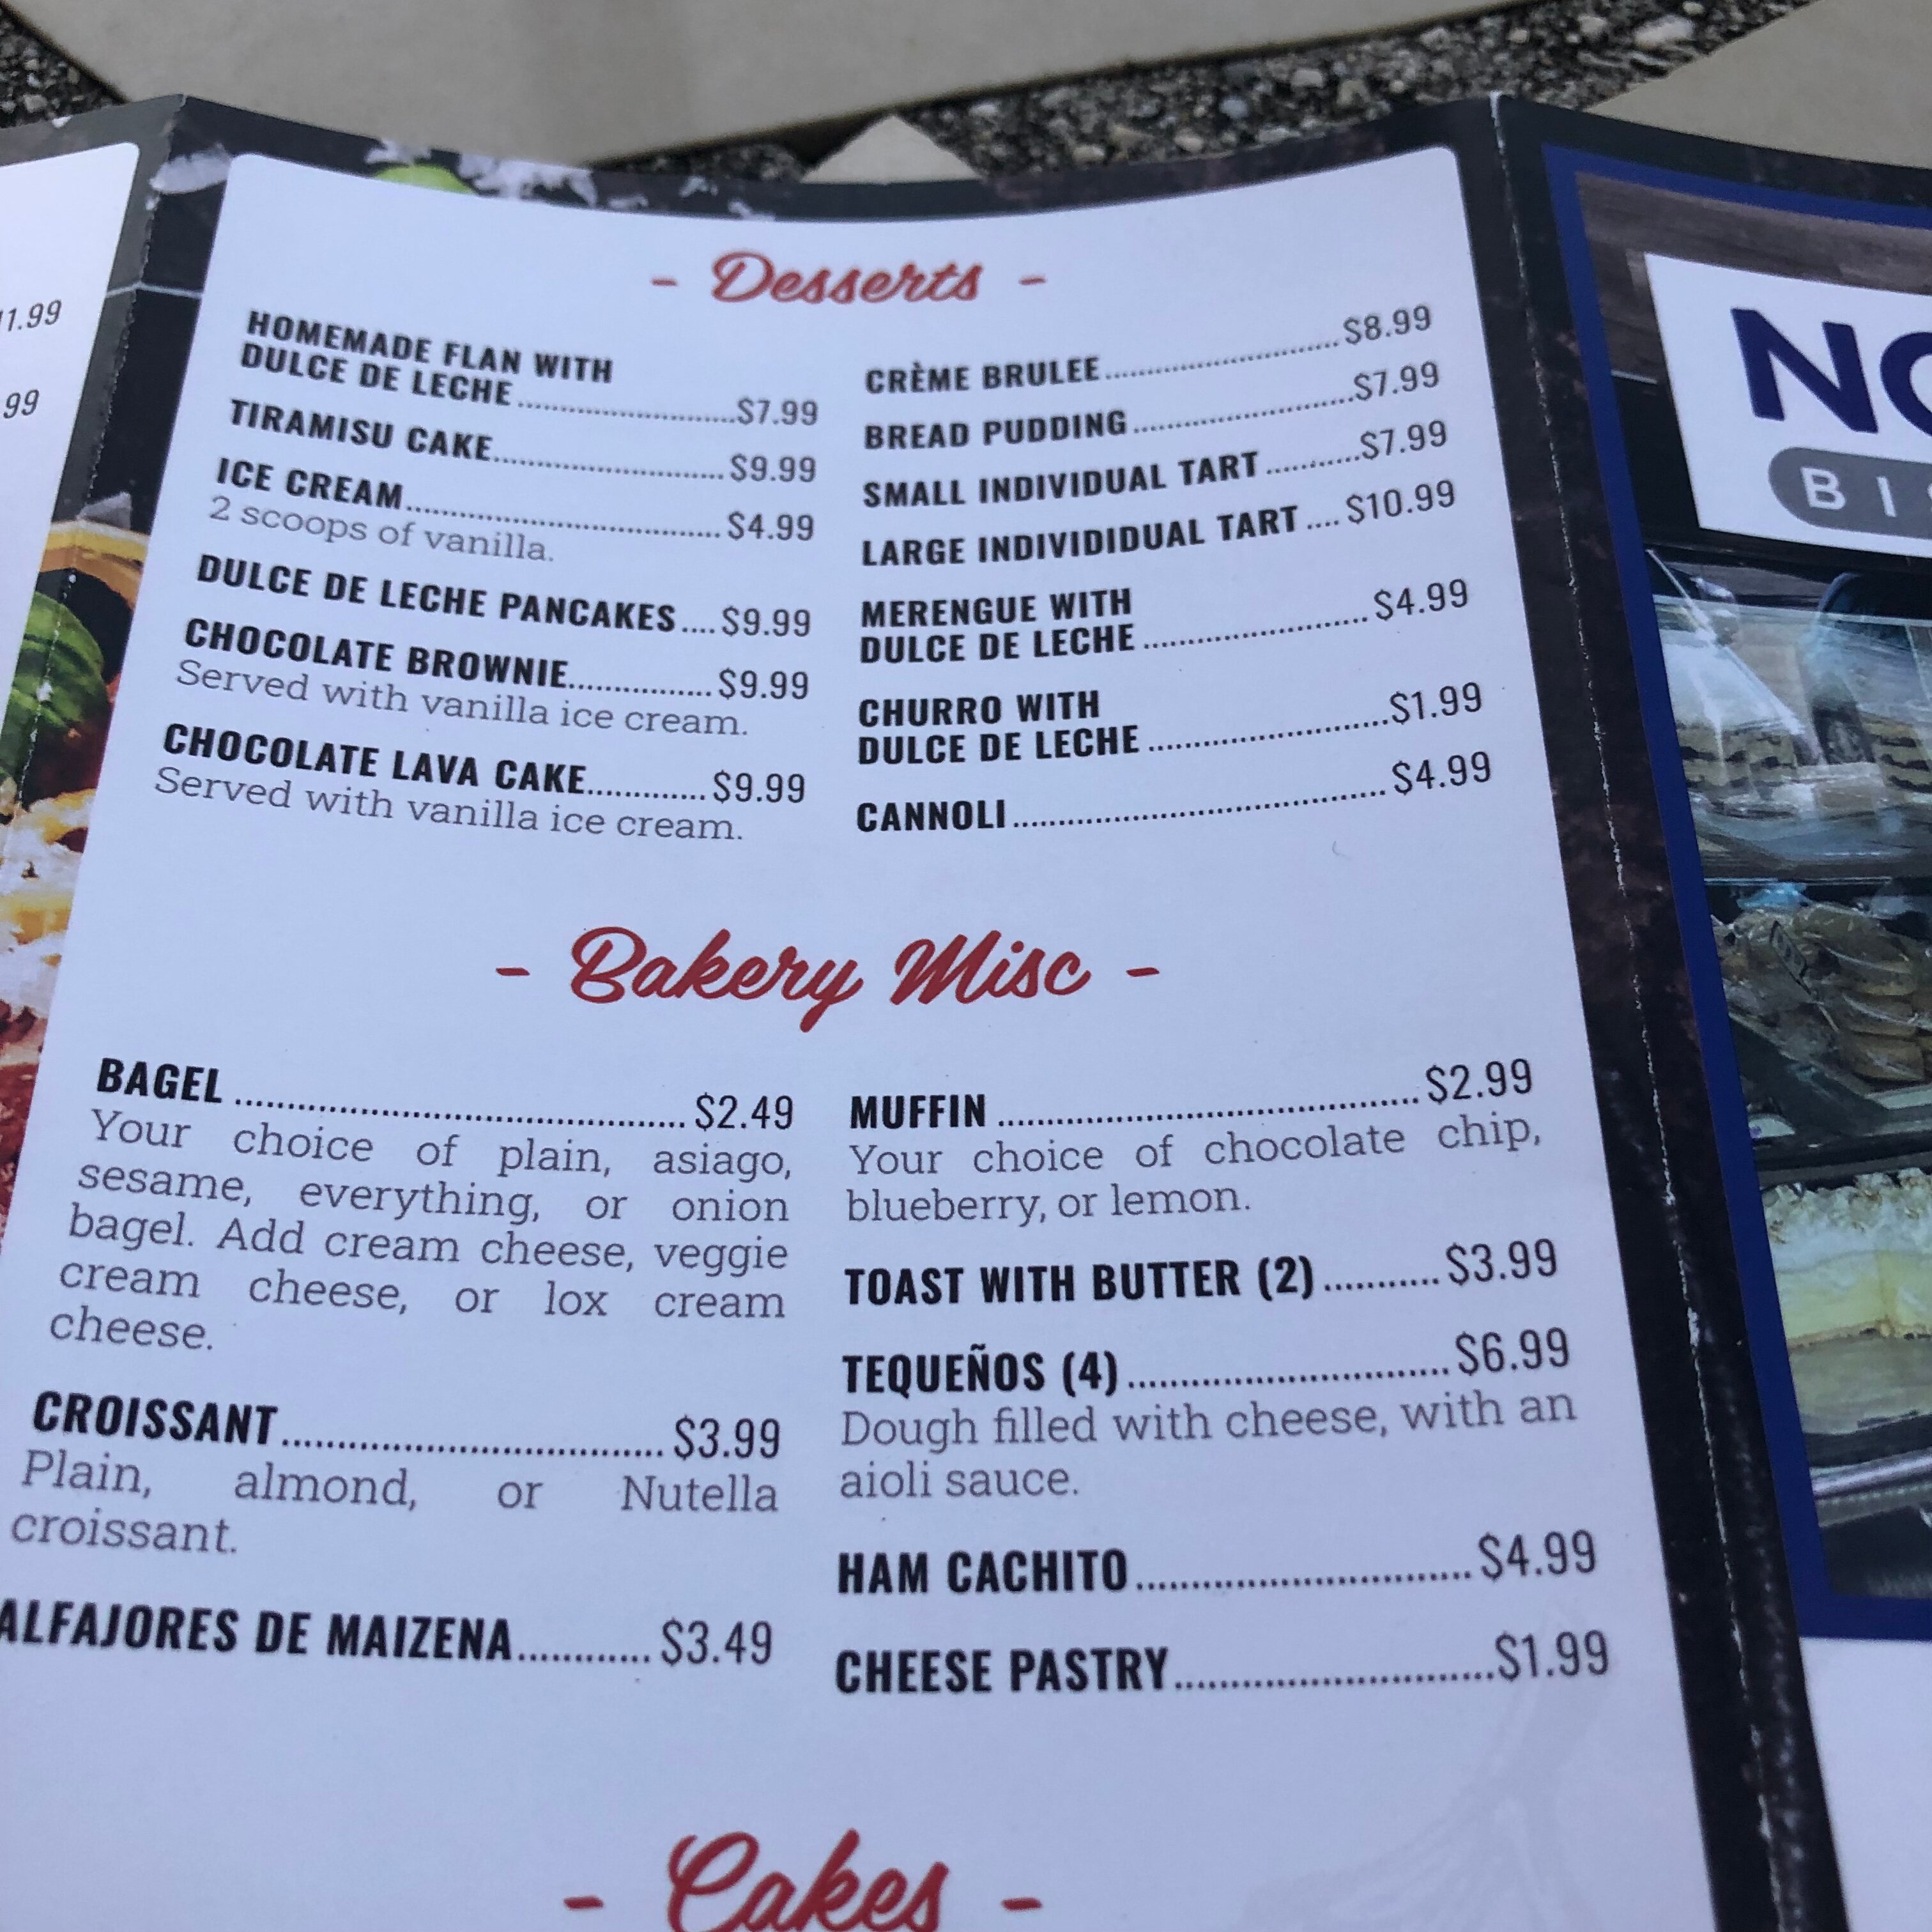 11.99
.99
- Desserts -
HOMEMADE FLAN WITH
DULCE DE LECHE.........................$7.99
TIRAMISU CAKE...........................$9.99
ICE CREAM....................................$4.99
2 scoops of vanilla.
DULCE DE LECHE PANCAKES....$9.99
CHOCOLATE BROWNIE................$9.99
Served with vanilla ice cream.
CHOCOLATE LAVA CAKE.............$9.99
Served with vanilla ice cream.
CRÈME BRULEE...........................$8.99
BREAD PUDDING.........................$7.99
SMALL INDIVIDUAL TART...........$7.99
LARGE INDIVIDIDUAL TART....$10.99
MERENGUE WITH
DULCE DE LECHE.........................$4.99
CHURRO WITH
DULCE DE LECHE...........................$1.99
CANNOLI..........................................$4.99
- Bakery Misc -
BAGEL...........................................$2.49
Your choice of plain, asiago,
sesame, everything, or onion
bagel. Add cream cheese, veggie
cream cheese, or lox cream
cheese.
CROISSANT...................................$3.99
Plain, almond, or Nutella
croissant.
ALFAJORES DE MAIZENA............$3.49
MUFFIN........................................$2.99
Your choice of chocolate chip,
blueberry, or lemon.
TOAST WITH BUTTER (2)...........$3.99
TEQUEÑOS (4)..............................$6.99
Dough filled with cheese, with an
aioli sauce.
HAM CACHITO...............................$4.99
CHEESE PASTRY..............................$1.99
- Cakes -
NO
BIS